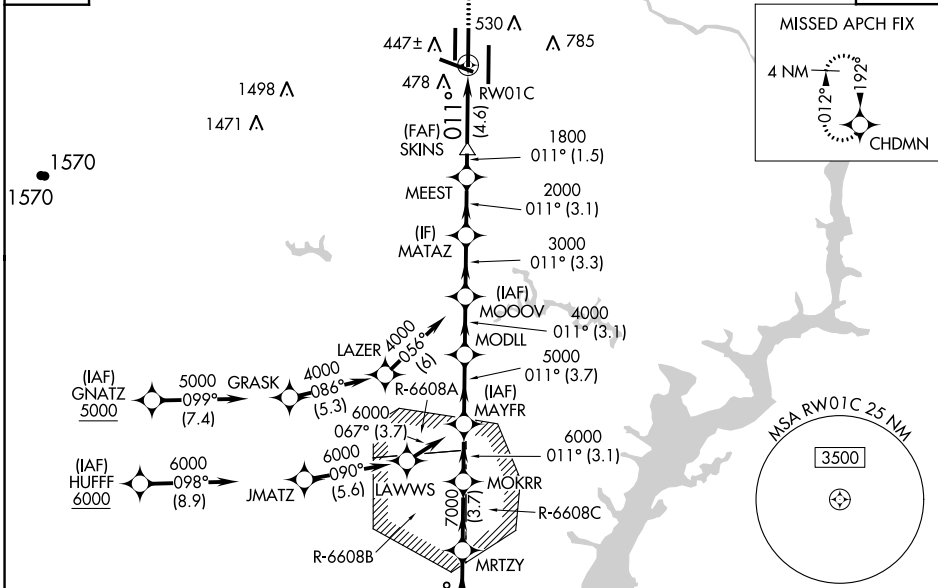 530
447±
785
478
RW01C
1498
1471
011°
(4.6)
(FAF)
SKINS
1800
011° (1.5)
1570
1570
MEEST
2000
011° (3.1)
(IF)
MATAZ
3000
011° (3.3)
(IAF)
MOOOV
4000
011° (3.1)
MODLL
5000
011° (3.7)
LAZER
4000
056°
(6)
(IAF)
GNATZ
5000
5000
099°
(7.4)
GRASK
4000
086°
(5.3)
R-6608A
(IAF)
MAYFR
6000
067° (3.7)
6000
011° (3.1)
(IAF)
HUFFF
6000
6000
098°
(8.9)
JMATZ
6000
090°
(5.6)
LAWWS
MOKRR
7000
(3.7)
R-6608C
R-6608B
MRTZY
MISSED APCH FIX
4 NM
012°
192°
CHDMN
MSA RW01C 25 NM
3500